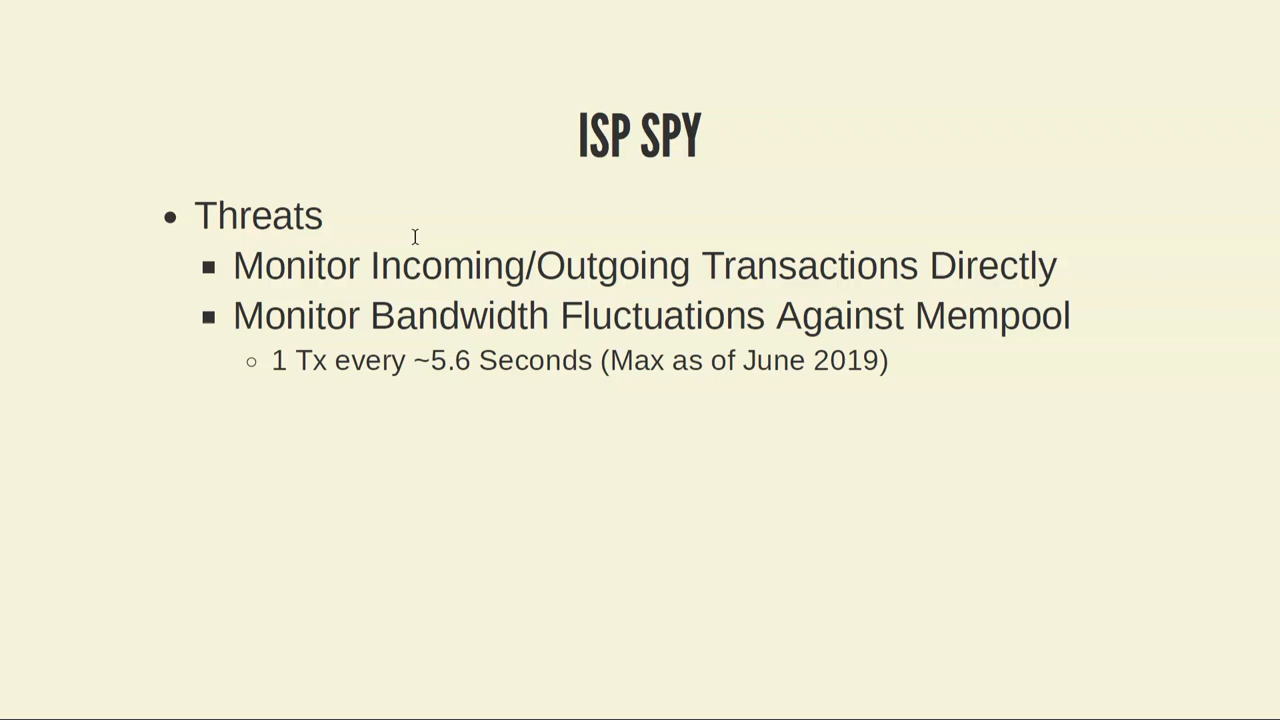 ISP SPY
Threats
Monitor Incoming/Outgoing Transactions Directly
Monitor Bandwidth Fluctuations Against Mempool
1 Tx every ~5.6 Seconds (Max as of June 2019)